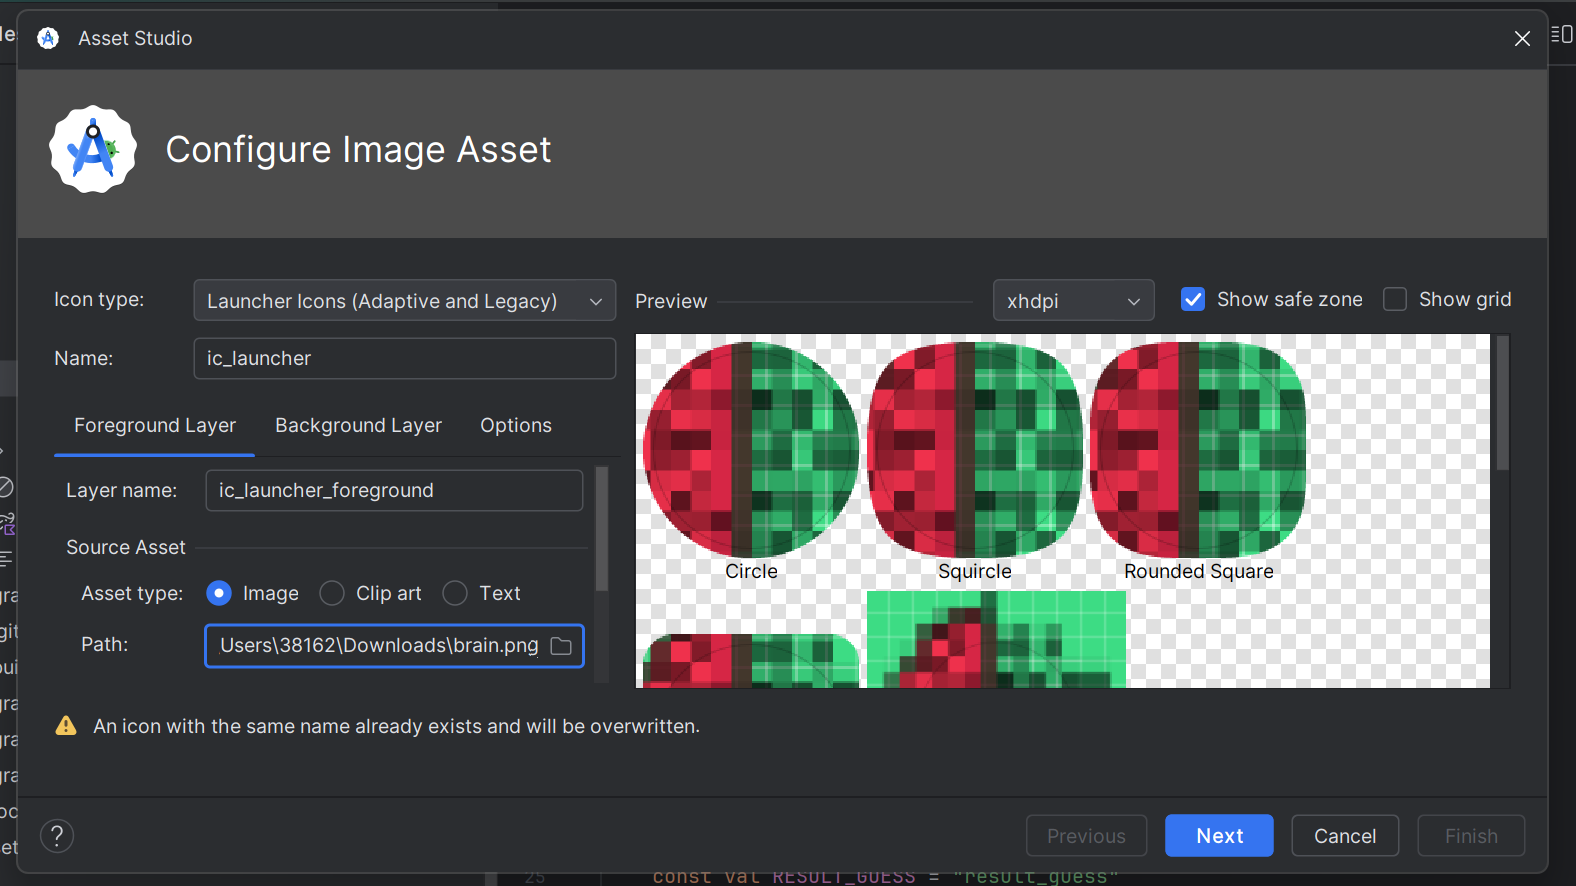 Asset Studio
Configure Image Asset
Icon type:
Launcher Icons (Adaptive and Legacy)
Preview
xhdpi
Show safe zone
Show grid
Name:
ic_launcher
Foreground Layer
Background Layer
Options
Layer name:
ic_launcher_foreground
Source Asset
Circle
Squircle
Rounded Square
Asset type:
Image
Clip art
Text
Path:
Users\38162\Downloads\brain.png
An icon with the same name already exists and will be overwritten.
?
Previous
Next
Cancel
Finish
25
const val RESULT_GUESS = "result_guess"